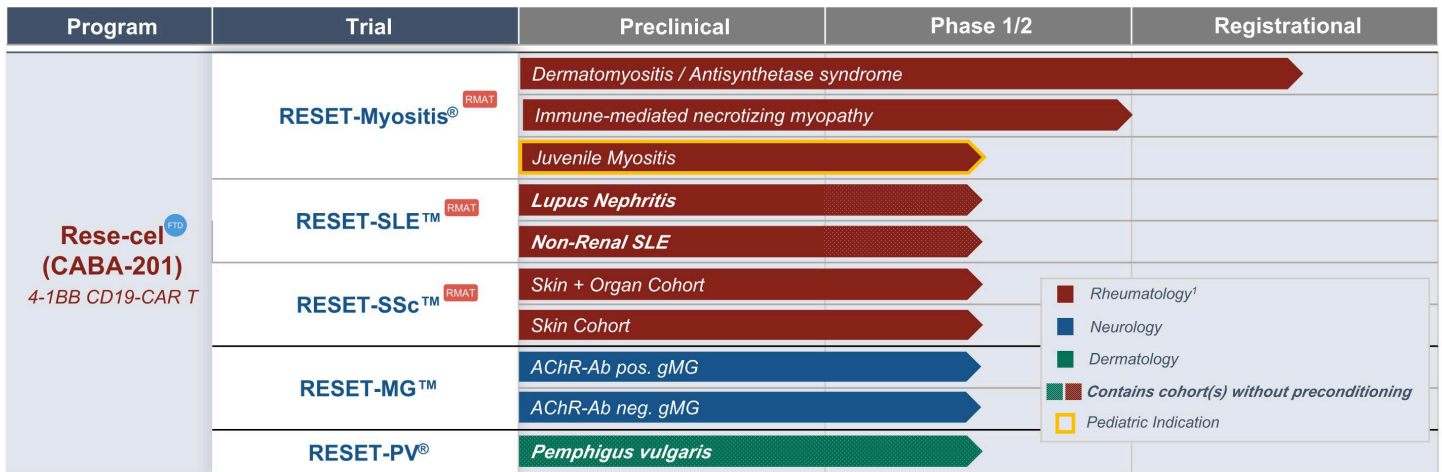 Program Trial Preclinical Phase 1/2 Registrational
Rese-cel FTD
(CABA-201)
4-1BB CD19-CAR T
RESET-Myositis® RMAT
Dermatomyositis / Antisynthetase syndrome
Immune-mediated necrotizing myopathy
Juvenile Myositis
RESET-SLE™ RMAT
Lupus Nephritis
Non-Renal SLE
RESET-SSc™ RMAT
Skin + Organ Cohort
Skin Cohort
RESET-MG™
AChR-Ab pos. gMG
AChR-Ab neg. gMG
RESET-PV®
Pemphigus vulgaris
Rheumatology¹
Neurology
Dermatology
Contains cohort(s) without preconditioning
Pediatric Indication